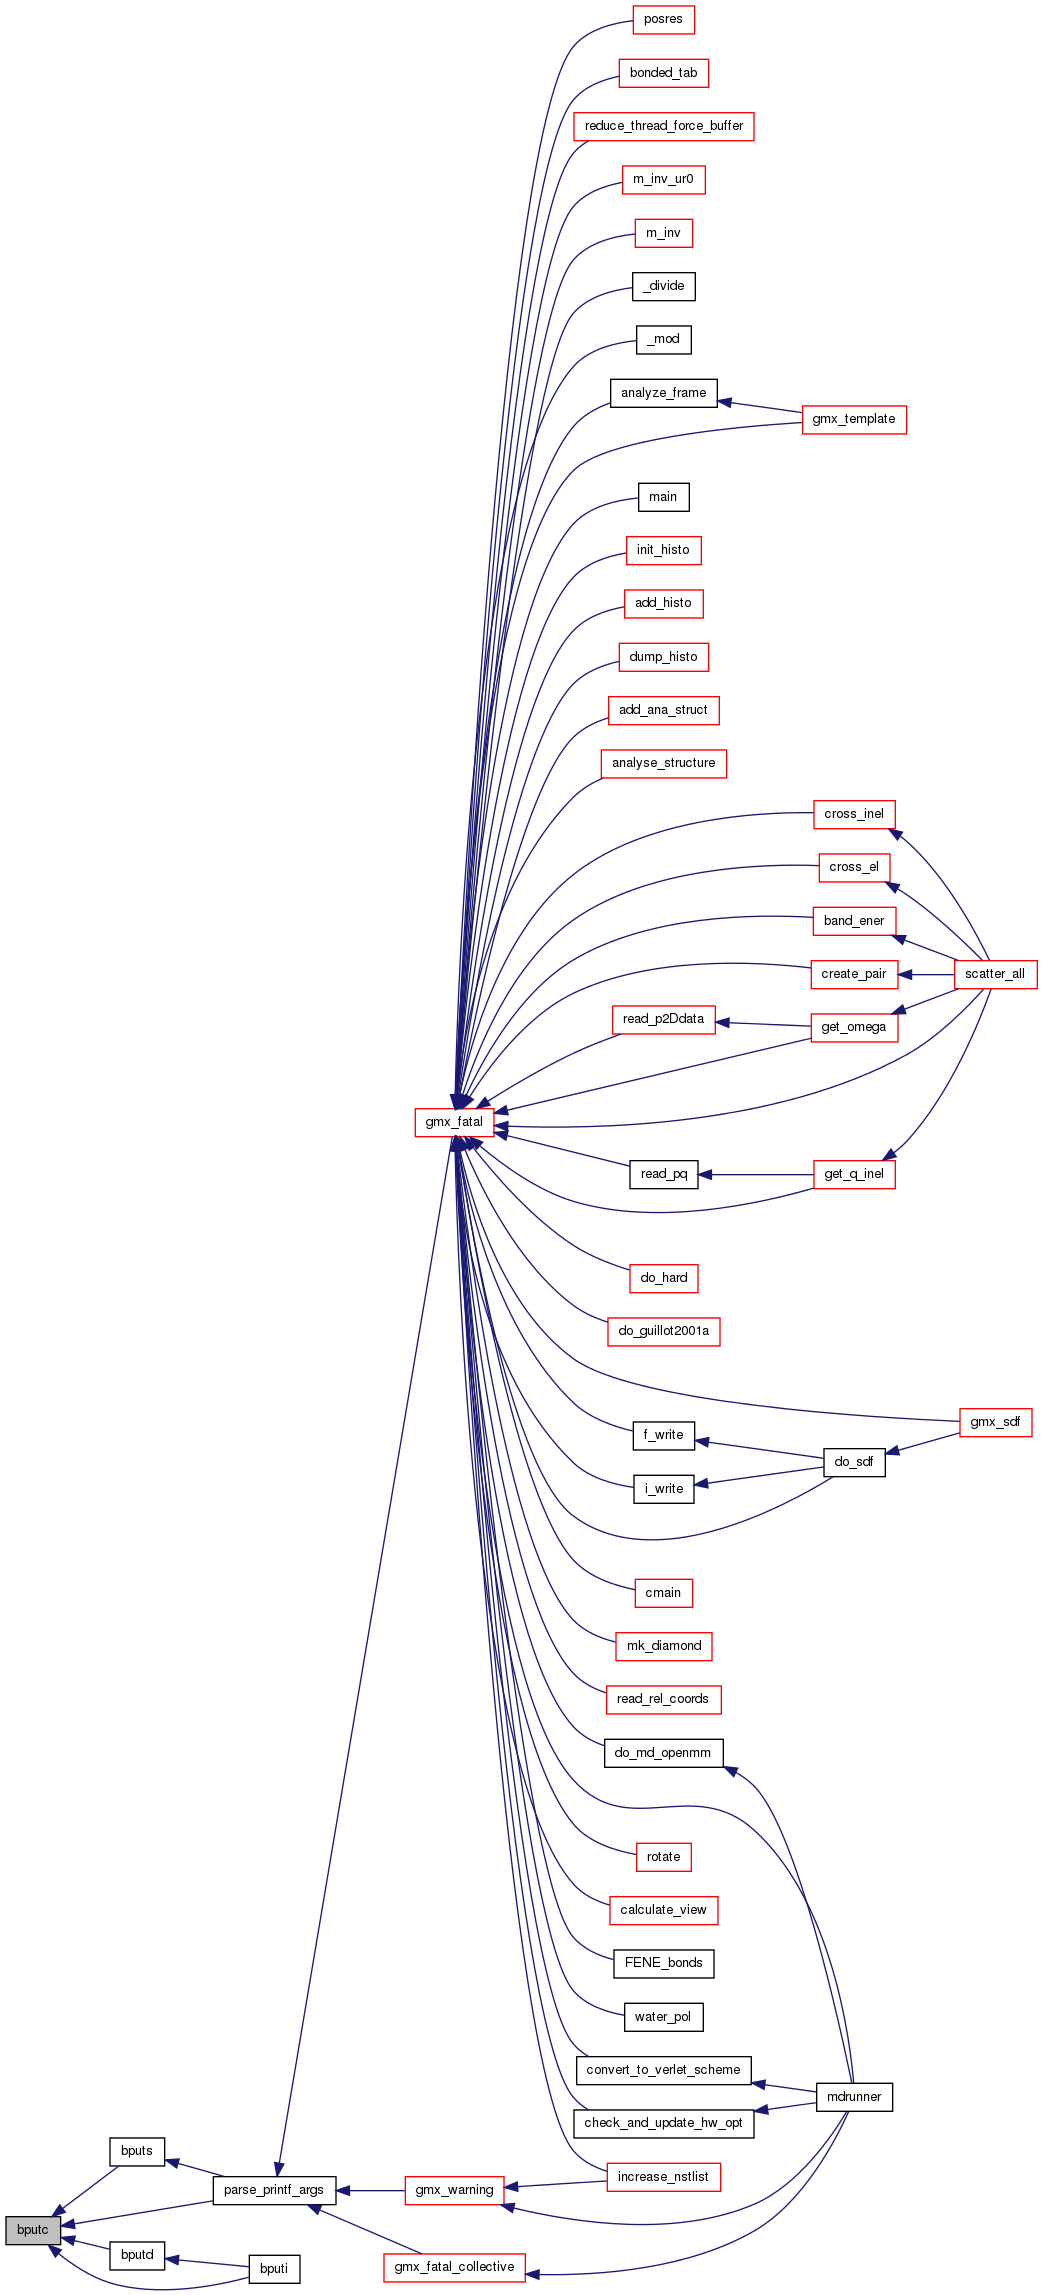 posres
bonded_tab
reduce_thread_force_buffer
m_inv_ur0
m_inv
_divide
_mod
analyze_frame
gmx_template
main
init_histo
add_histo
dump_histo
add_ana_struct
analyse_structure
cross_inel
cross_el
band_ener
create_pair
scatter_all
read_p2Ddata
get_omega
gmx_fatal
read_pq
get_q_inel
do_hard
do_guillot2001a
gmx_sdf
f_write
do_sdf
i_write
cmain
mk_diamond
read_rel_coords
do_md_openmm
rotate
calculate_view
FENE_bonds
water_pol
convert_to_verlet_scheme
mdrunner
check_and_update_hw_opt
bputs
increase_nstlist
parse_printf_args
gmx_warning
bputc
bputd
bputi
gmx_fatal_collective